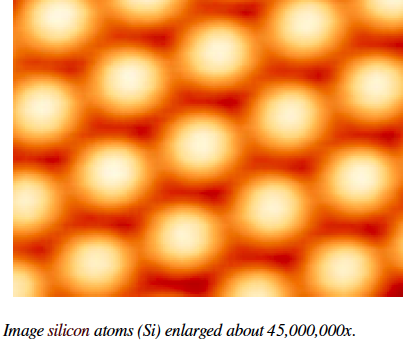 Image silicon atoms (Si) enlarged about 45,000,000x.